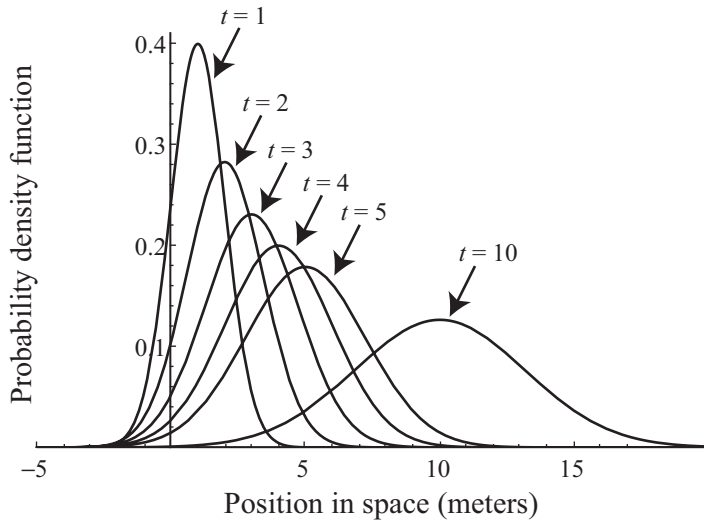 t = 1
0.4
t = 2
0.3
t = 3
t = 4
t = 5
0.2
t = 10
0.1
Probability density function
−5
5
10
15
Position in space (meters)